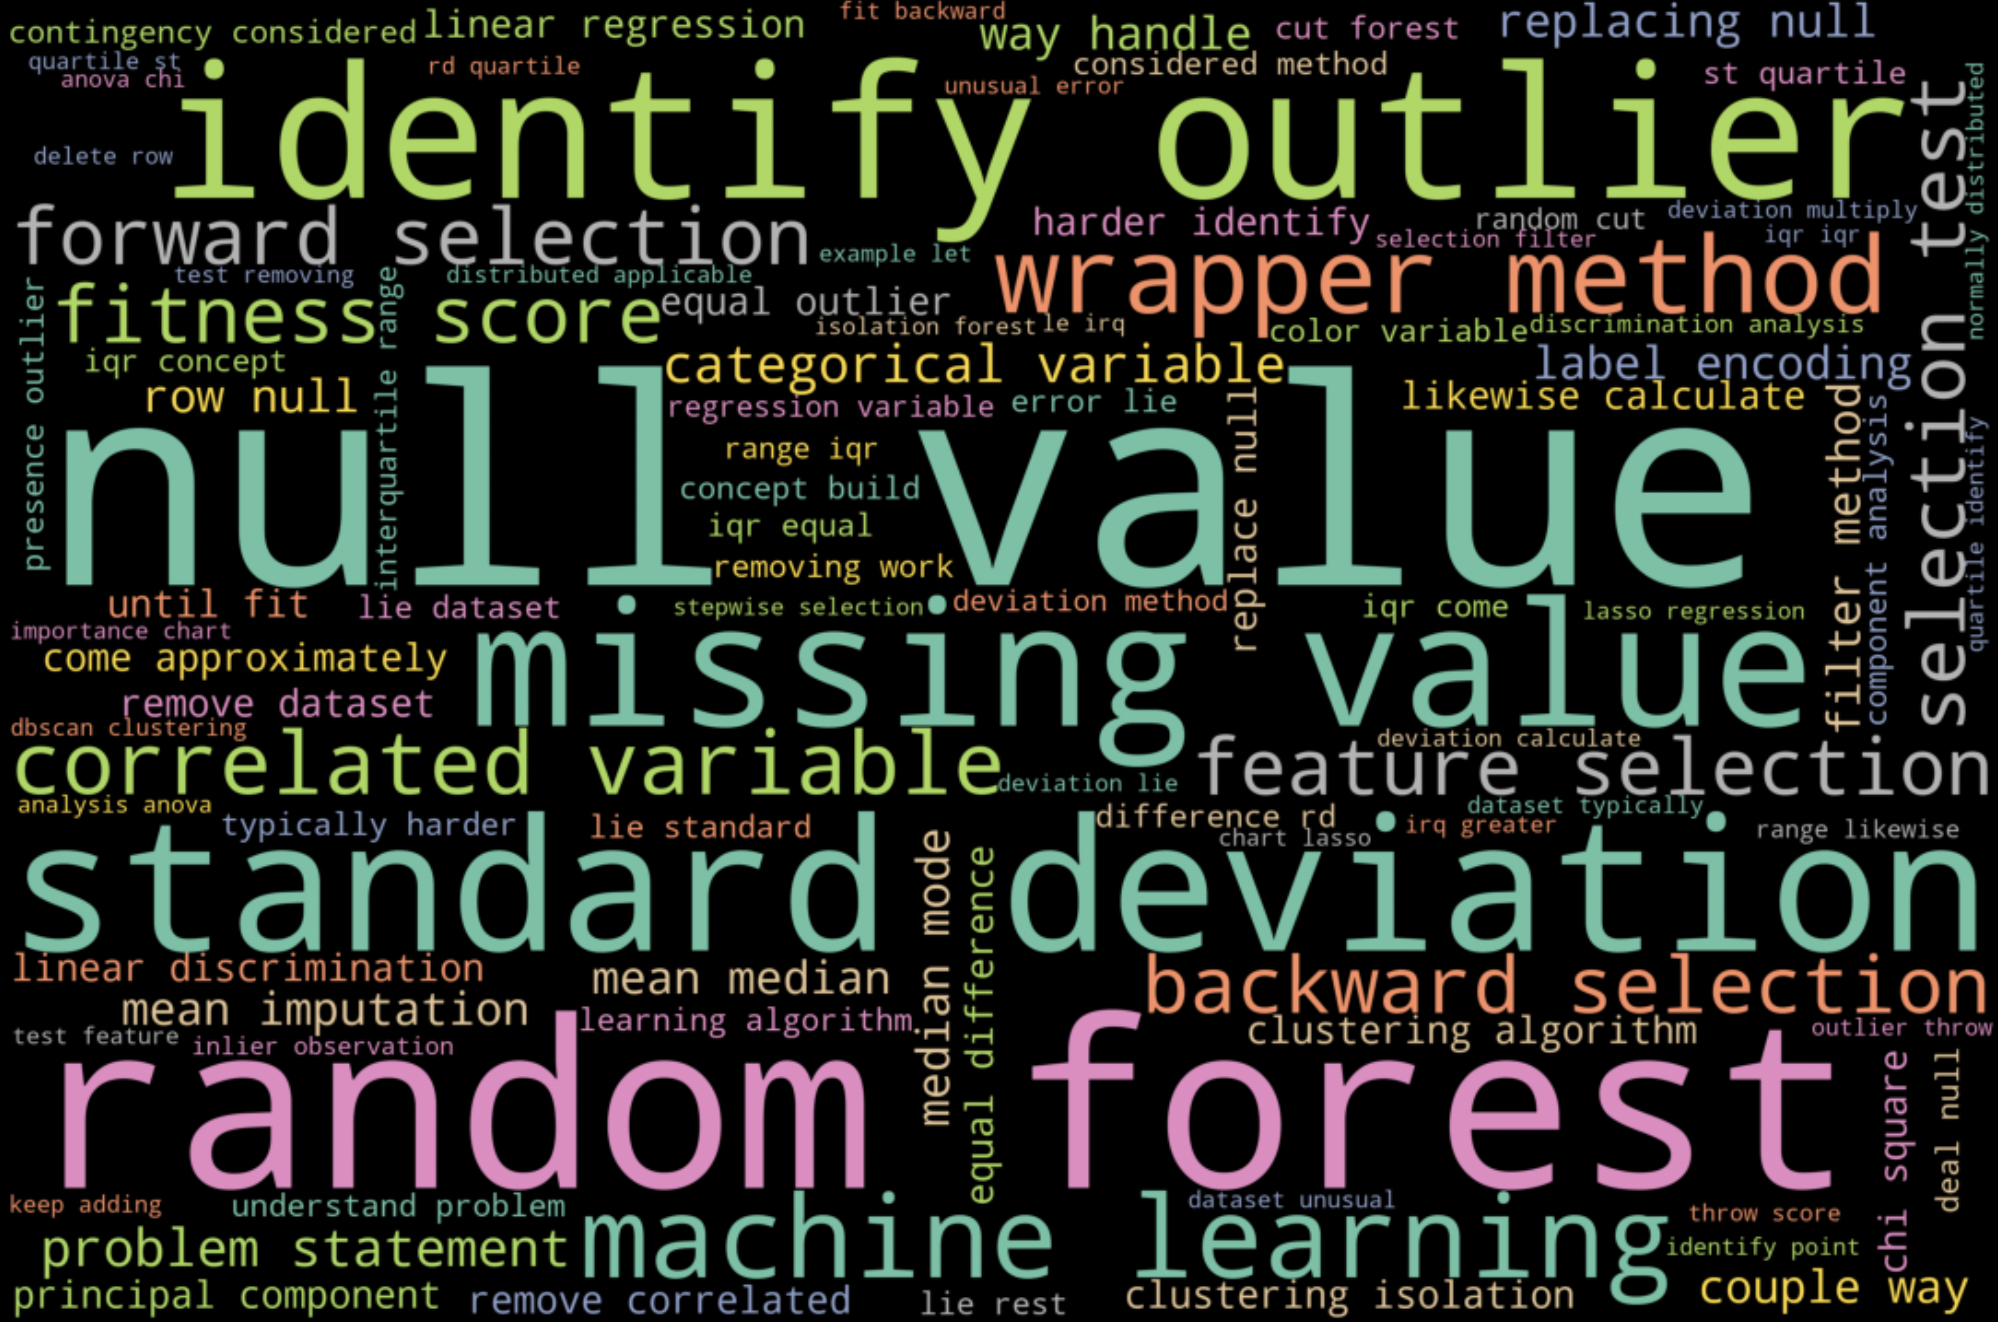 contingency considered
linear regression
fit backward
way handle
cut forest
replacing null
quartile st
anova chi
rd quartile
considered method
unusual error
st quartile
identify outlier
delete row
selection test
normally distributed
forward selection
harder identify
random cut
deviation multiply
selection filter
iqr iqr
example let
wrapper method
test removing
distributed applicable
presence outlier
interquartile range
fitness score
equal outlier
isolation forest
le irq
color variable
discrimination analysis
iqr concept
categorical variable
label encoding
row null
regression variable
error lie
likewise calculate
null value
range iqr
concept build
iqr equal
removing work
replace null
filter method
component analysis
quartile identify
until fit
lie dataset
stepwise selection
deviation method
iqr come
lasso regression
importance chart
come approximately
missing value
remove dataset
dbscan clustering
correlated variable
deviation calculate
feature selection
deviation lie
analysis anova
typically harder
lie standard
difference rd
dataset typically
chart lasso
irq greater
range likewise
standard deviation
median mode
equal difference
linear discrimination
mean median
backward selection
mean imputation
learning algorithm
clustering algorithm
outlier throw
test feature
inlier observation
random forest
chi square
deal null
keep adding
understand problem
dataset unusual
throw score
problem statement
machine learning
identify point
principal component
remove correlated
lie rest
clustering isolation
couple way